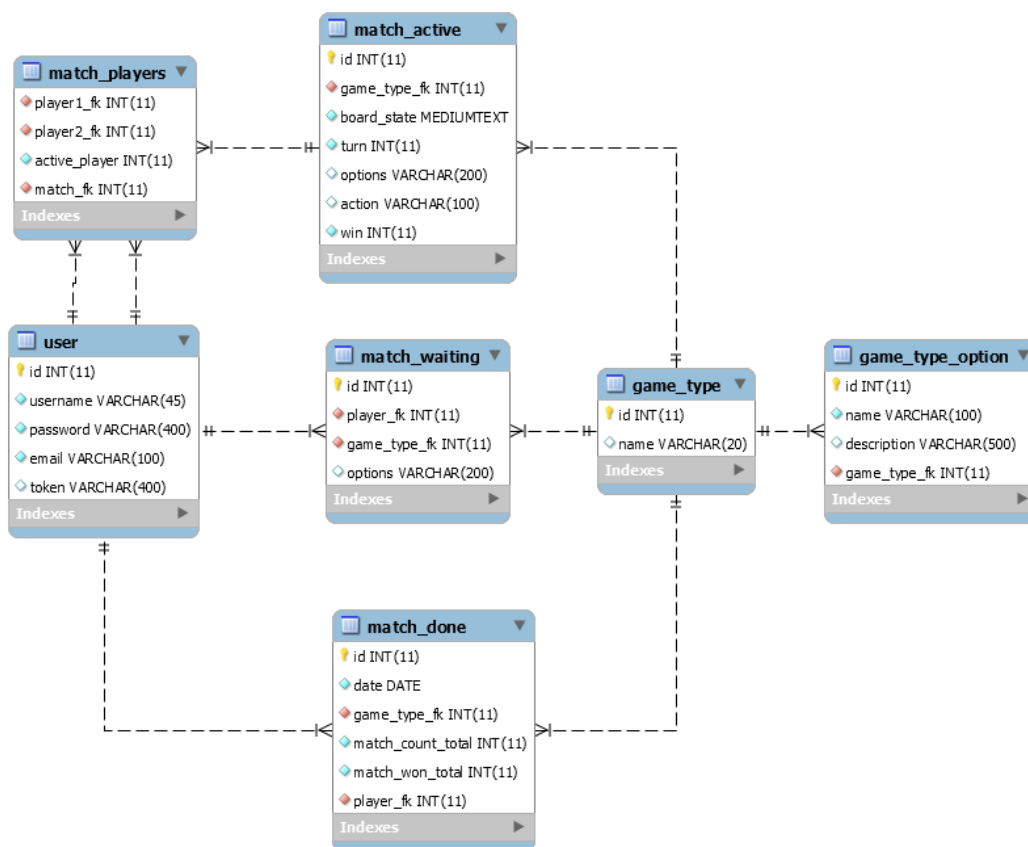 match_active
id INT(11)
game_type_fk INT(11)
board_state MEDIUMTEXT
turn INT(11)
options VARCHAR(200)
action VARCHAR(100)
win INT(11)
Indexes
match_players
player1_fk INT(11)
player2_fk INT(11)
active_player INT(11)
match_fk INT(11)
Indexes
user
id INT(11)
username VARCHAR(45)
password VARCHAR(400)
email VARCHAR(100)
token VARCHAR(400)
Indexes
match_waiting
id INT(11)
player_fk INT(11)
game_type_fk INT(11)
options VARCHAR(200)
Indexes
game_type
id INT(11)
name VARCHAR(20)
Indexes
game_type_option
id INT(11)
name VARCHAR(100)
description VARCHAR(500)
game_type_fk INT(11)
Indexes
match_done
id INT(11)
date DATE
game_type_fk INT(11)
match_count_total INT(11)
match_won_total INT(11)
player_fk INT(11)
Indexes